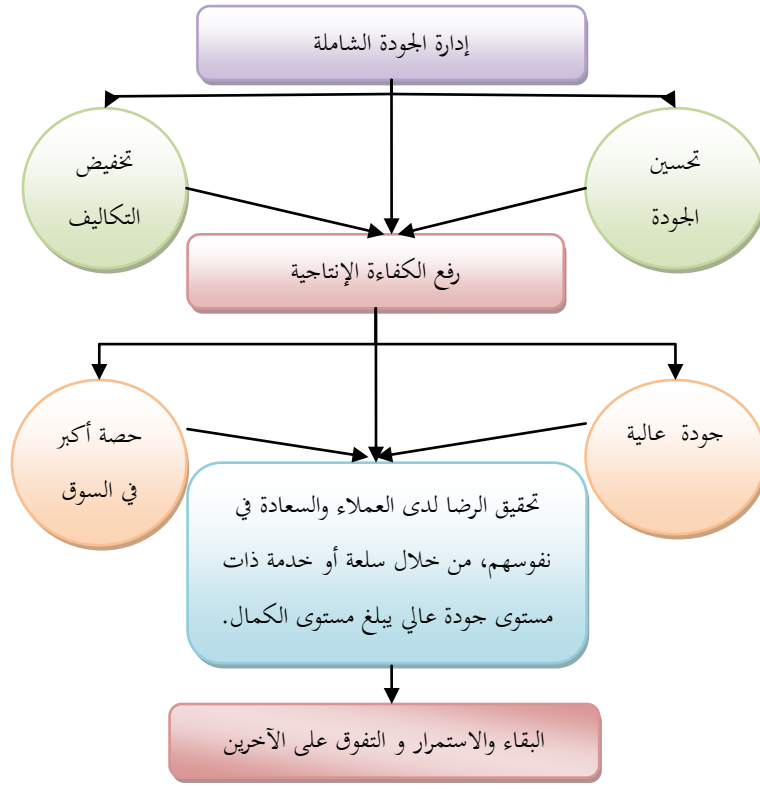 إدارة الجودة الشاملة
تحسين
الجودة
تخفيض
التكاليف
رفع الكفاءة الإنتاجية
جودة عالية
حصة أكبر
في السوق
تحقيق الرضا لدى العملاء والسعادة في
نفوسهم، من خلال سلعة أو خدمة ذات
مستوى جودة عالي يبلغ مستوى الكمال.
البقاء والاستمرار و التفوق على الآخرين